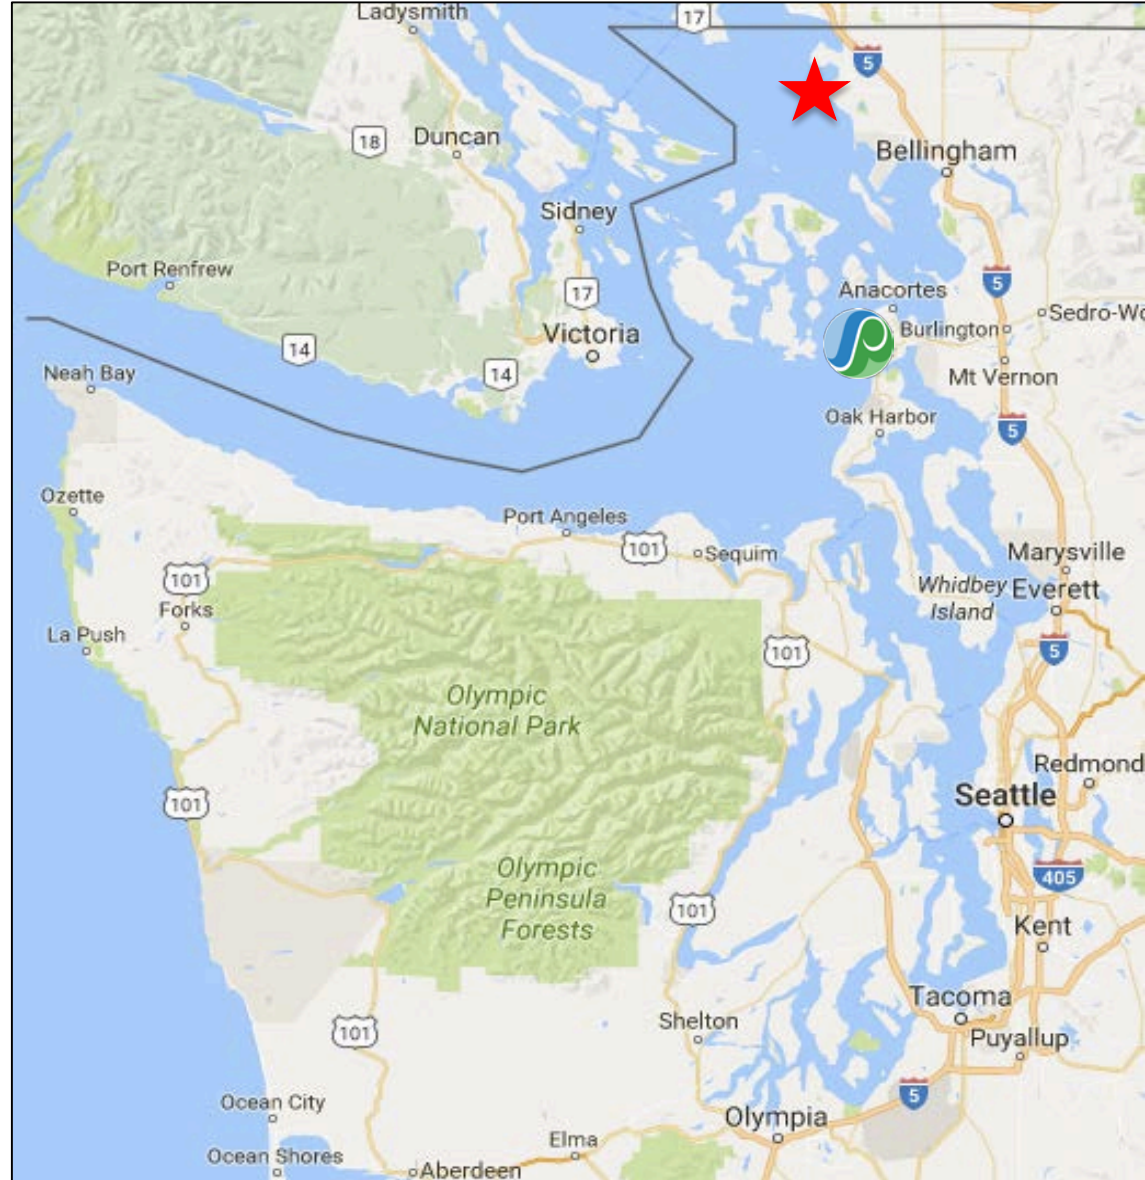 Ladysmith
17
5
18
Duncan
Bellingham
Sidney
Port Renfrew
17
5
Anacortes
Sedro-Wo
Burlington
Victoria
14
14
Neah Bay
Mt Vernon
Oak Harbor
5
Ozette
Port Angeles
101
Sequim
Marysville
101
Whidbey
Island
Everett
Forks
La Push
101
5
Olympic
National Park
Redmond
101
Seattle
Olympic
Peninsula
Forests
405
101
Kent
Tacoma
101
Shelton
Puyallup
5
Ocean City
Olympia
Elma
Ocean Shores
Aberdeen